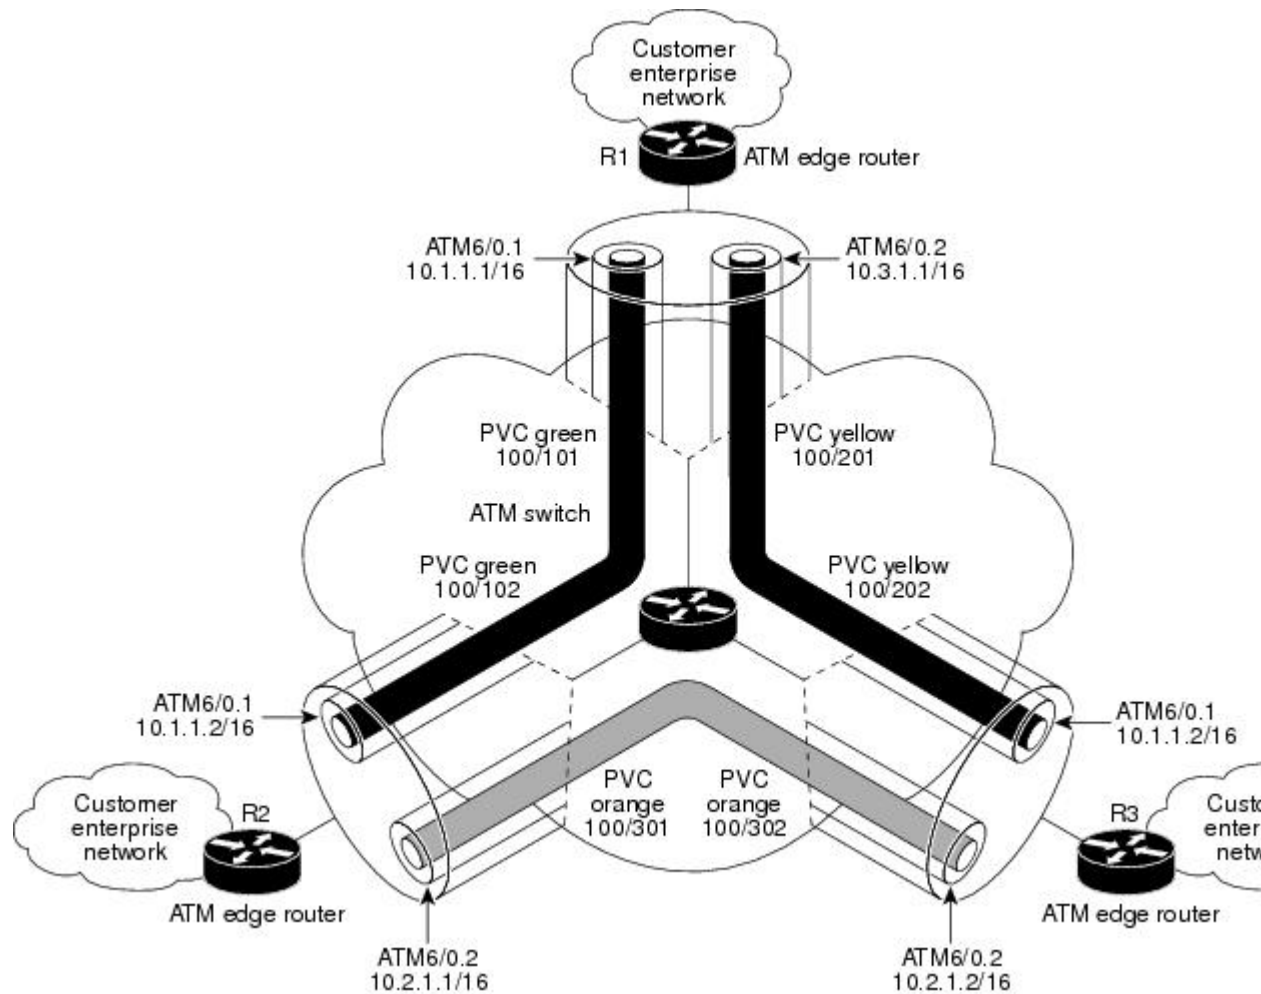 Customer
enterprise
network
R1
ATM edge router
ATM6/0.1
10.1.1.1/16
ATM6/0.2
10.3.1.1/16
PVC green
100/101
PVC yellow
100/201
ATM switch
PVC green
100/102
PVC yellow
100/202
ATM6/0.1
10.1.1.2/16
ATM6/0.1
10.1.1.2/16
PVC
orange
100/301
PVC
orange
100/302
Customer
enterprise
network
R2
ATM edge router
R3
Custo
enter
netw
ATM edge router
ATM6/0.2
10.2.1.1/16
ATM6/0.2
10.2.1.2/16